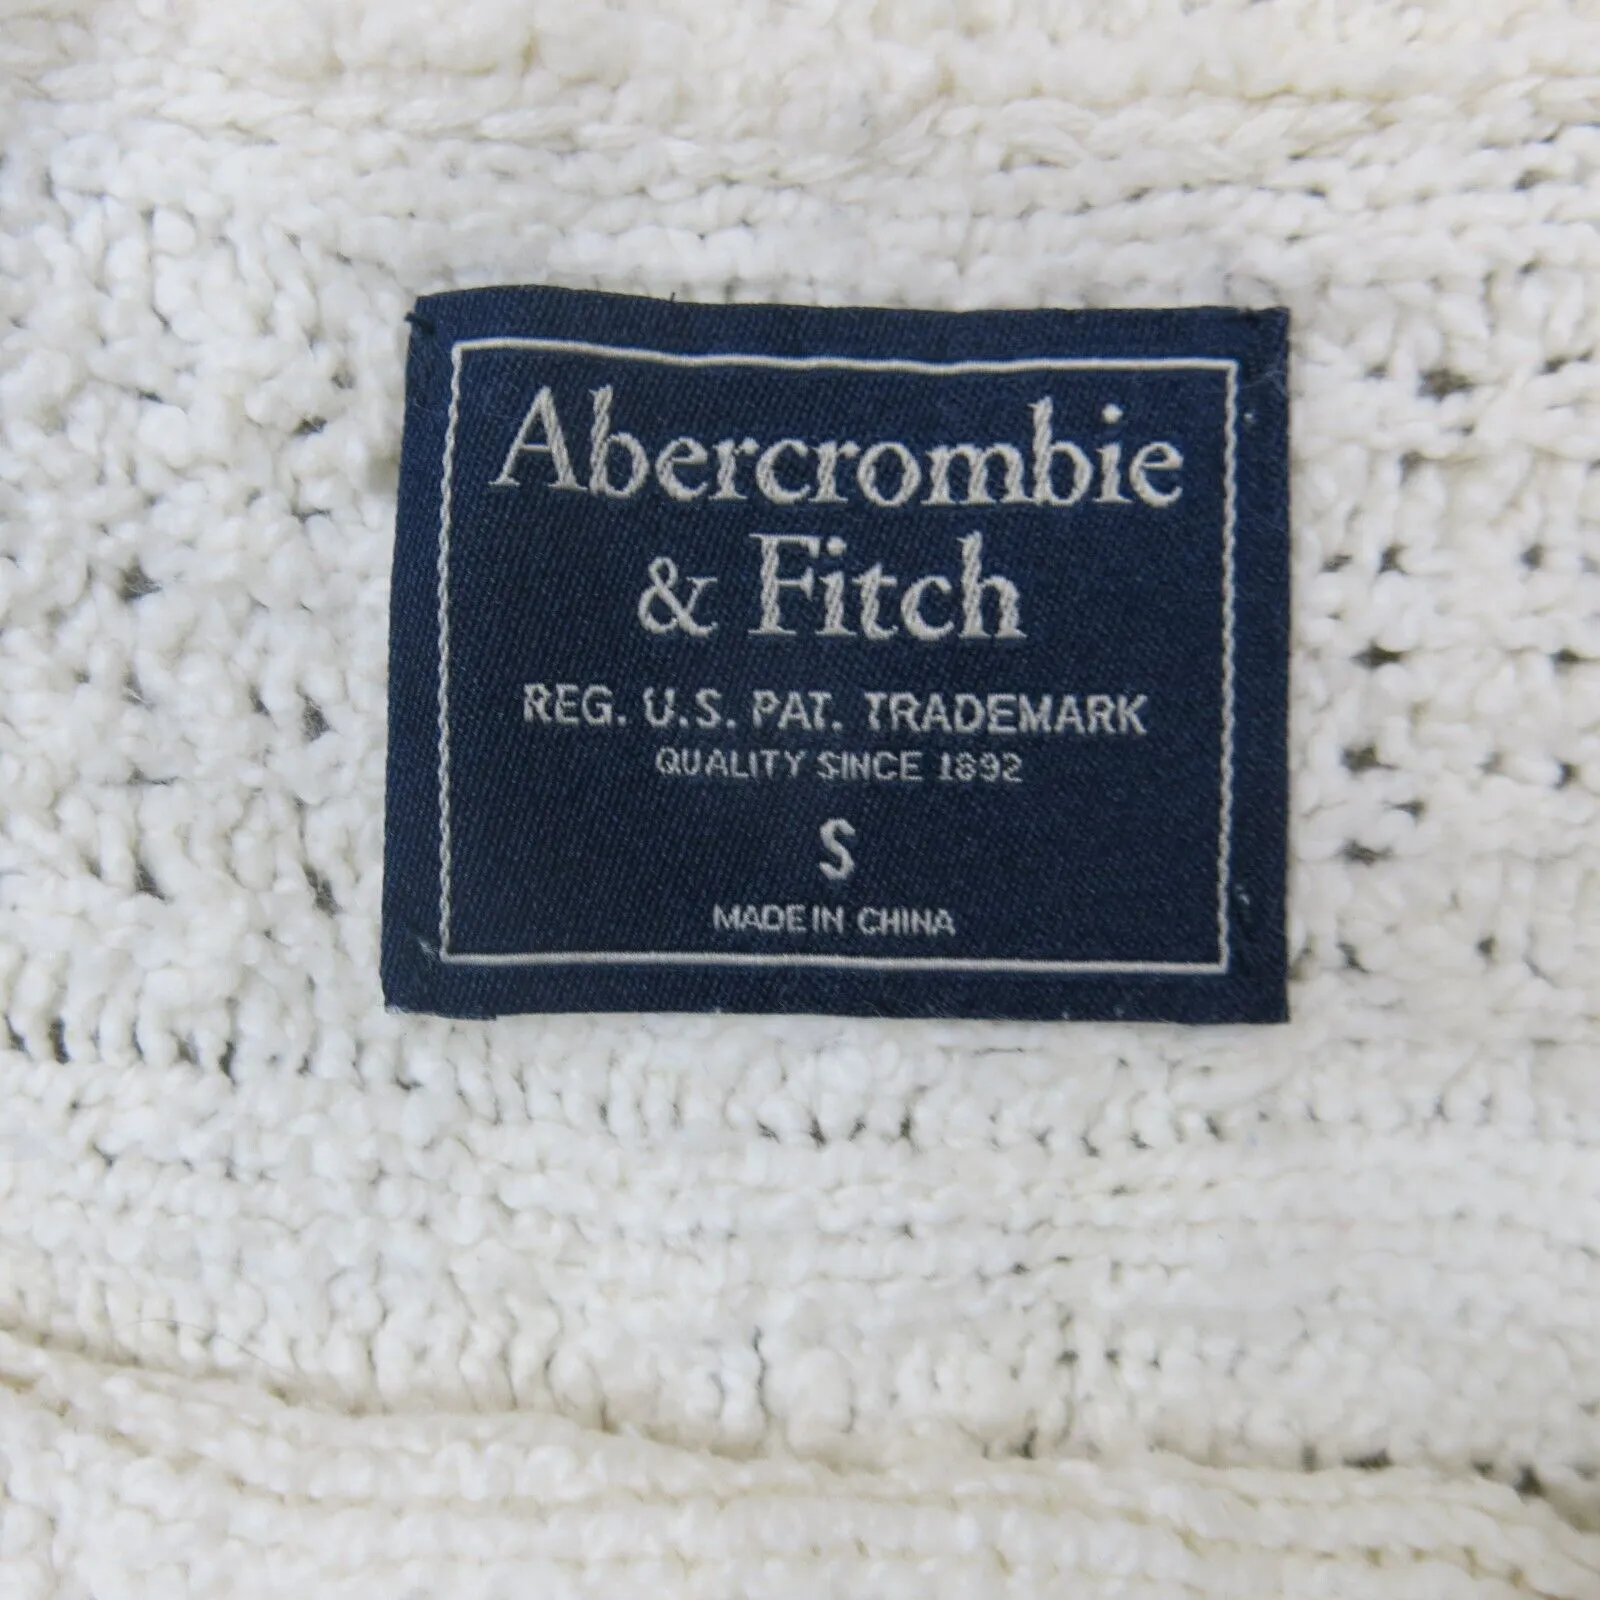 Abercrombie
& Fitch
REG. U.S. PAT. TRADEMARK
QUALITY SINCE 1892
S
MADE IN CHINA